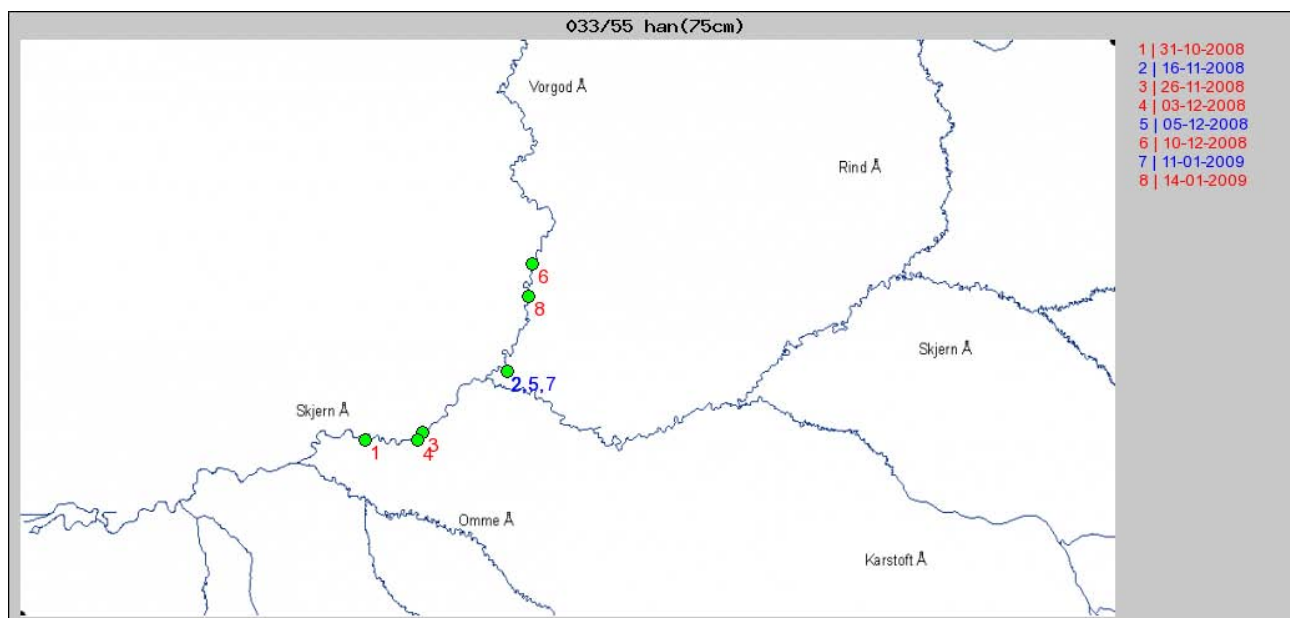 033/55 han(75cm)
1 | 31-10-2008
2 | 16-11-2008
3 | 26-11-2008
4 | 03-12-2008
5 | 05-12-2008
6 | 10-12-2008
7 | 11-01-2009
8 | 14-01-2009
Vorgod Å
Rind Å
6
8
Skjern Å
2,5,7
Skjern Å
3
1
4
Omme Å
Karstoft Å